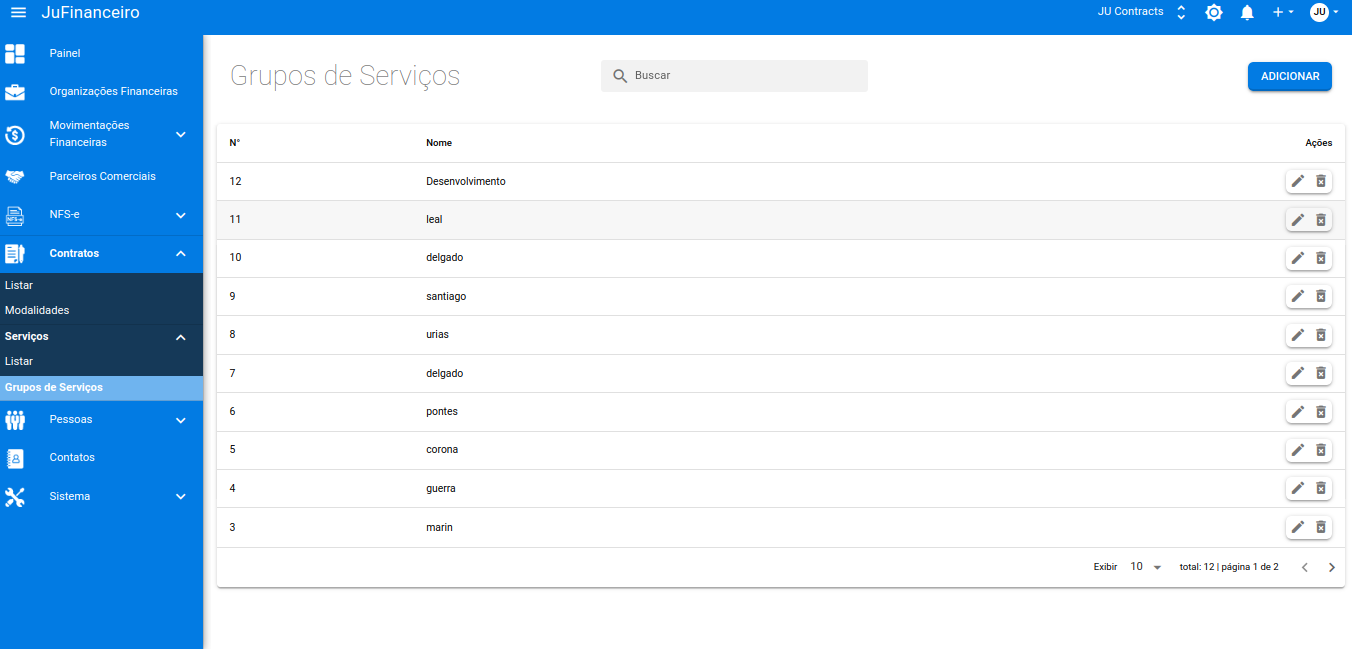 JuFinanceiro
JU Contracts
JU
Painel
Organizações Financeiras
Movimentações
Financeiras
Parceiros Comerciais
NFS-e
Contratos
Listar
Modalidades
Serviços
Listar
Grupos de Serviços
Pessoas
Contatos
Sistema
Grupos de Serviços
Buscar
ADICIONAR
N° Nome Ações
12 Desenvolvimento
11 leal
10 delgado
9 santiago
8 urias
7 delgado
6 pontes
5 corona
4 guerra
3 marin
Exibir 10 total: 12 | página 1 de 2